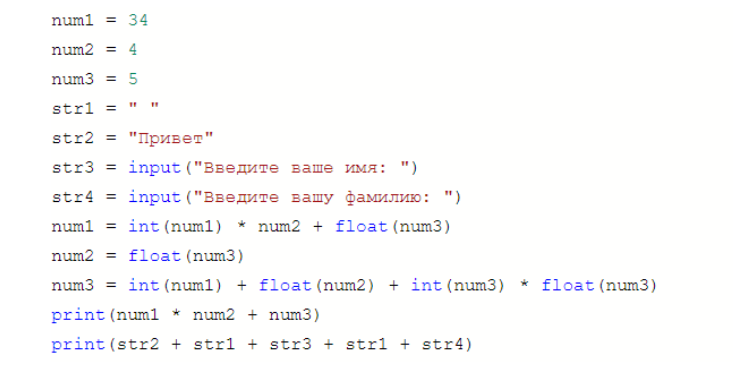 num1 = 34
num2 = 4
num3 = 5
str1 = " "
str2 = "Привет"
str3 = input("Введите ваше имя: ")
str4 = input("Введите вашу фамилию: ")
num1 = int(num1) * num2 + float(num3)
num2 = float(num3)
num3 = int(num1) + float(num2) + int(num3) * float(num3)
print(num1 * num2 + num3)
print(str2 + str1 + str3 + str1 + str4)